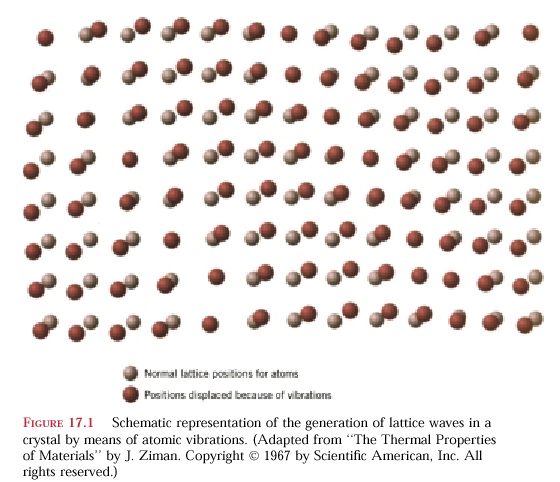 Normal lattice positions for atoms
Positions displaced because of vibrations
FIGURE 17.1 Schematic representation of the generation of lattice waves in a
crystal by means of atomic vibrations. (Adapted from ‘‘The Thermal Properties
of Materials’’ by J. Ziman. Copyright © 1967 by Scientific American, Inc. All
rights reserved.)